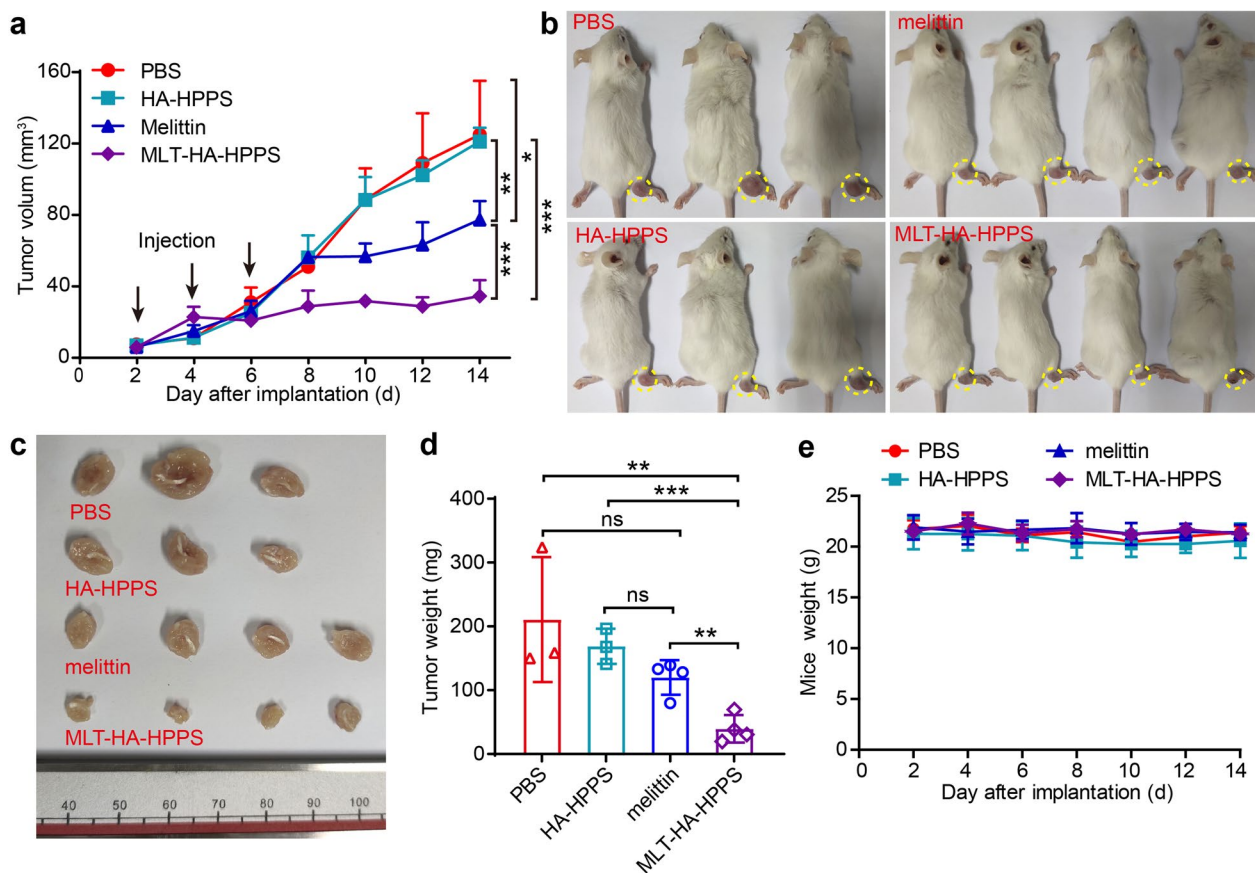 a
PBS
HA-HPPS
Melittin
MLT-HA-HPPS
Tumor volum (mm³)
160
120
80
40
0
Injection
*
**
***
***
0 2 4 6 8 10 12 14
Day after implantation (d)
b
PBS
melittin
HA-HPPS
MLT-HA-HPPS
c
PBS
HA-HPPS
melittin
MLT-HA-HPPS
40 50 60 70 80 90 100
d
**
***
ns
ns
**
Tumor weight (mg)
400
300
200
100
0
PBS
HA-HPPS
melittin
MLT-HA-HPPS
e
PBS
melittin
HA-HPPS
MLT-HA-HPPS
Mice weight (g)
25
20
15
10
5
0
0 2 4 6 8 10 12 14
Day after implantation (d)